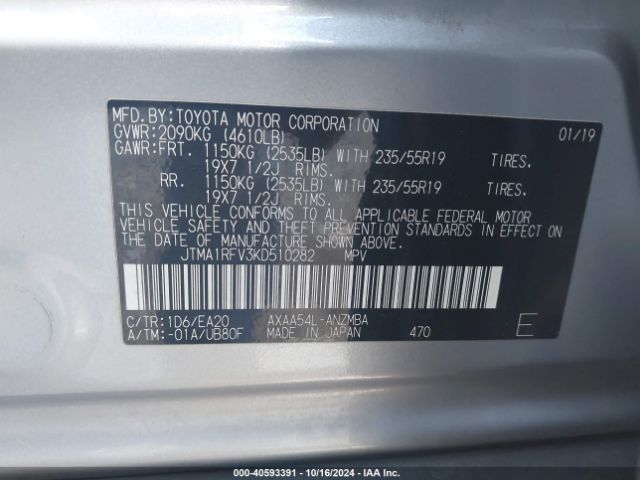 MFD.BY: TOYOTA MOTOR CORPORATION 01/19
GVWR: 2090KG (4610LB)
GAWR: FRT. 1150KG (2535LB) WITH 235/55R19 TIRES.
19X7 1/2J RIMS.
RR. 1150KG (2535LB) WITH 235/55R19 TIRES.
19X7 1/2J RIMS.
THIS VEHICLE CONFORMS TO ALL APPLICABLE FEDERAL MOTOR
VEHICLE SAFETY AND THEFT PREVENTION STANDARDS IN EFFECT ON
THE DATE OF MANUFACTURE SHOWN ABOVE.
JTMA1RFV3KD510282 MPV
C/TR: 1D6/EA20 AXAA54L-ANZMBA
A/TM: -01A/UB80F MADE IN JAPAN 470 E
000-40593391 | 10/16/2024 | IAA Inc.